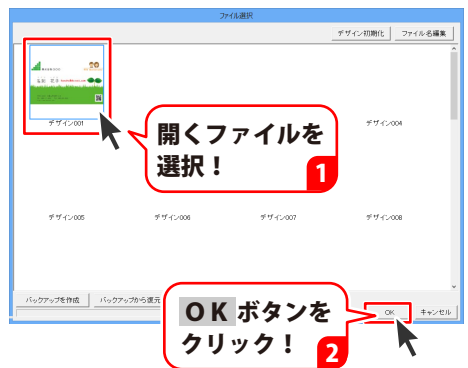 ファイル選択
デザイン初期化
ファイル名編集
デザイン001
デザイン004
開くファイルを
選択！
1
デザイン005
デザイン006
デザイン007
デザイン008
バックアップを作成
バックアップから復元
OK
キャンセル
ＯＫ ボタンを
クリック！
2